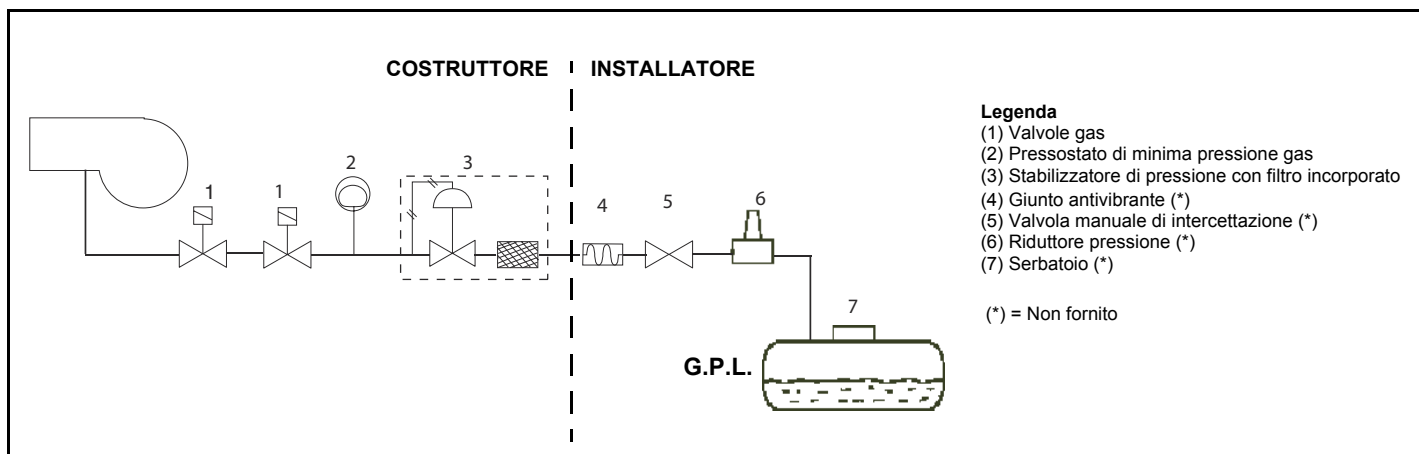 COSTRUTTORE
INSTALLATORE
1
1
2
3
4
5
6
7
G.P.L.
Legenda
(1) Valvole gas
(2) Pressostato di minima pressione gas
(3) Stabilizzatore di pressione con filtro incorporato
(4) Giunto antivibrante (*)
(5) Valvola manuale di intercettazione (*)
(6) Riduttore pressione (*)
(7) Serbatoio (*)
(*) = Non fornito